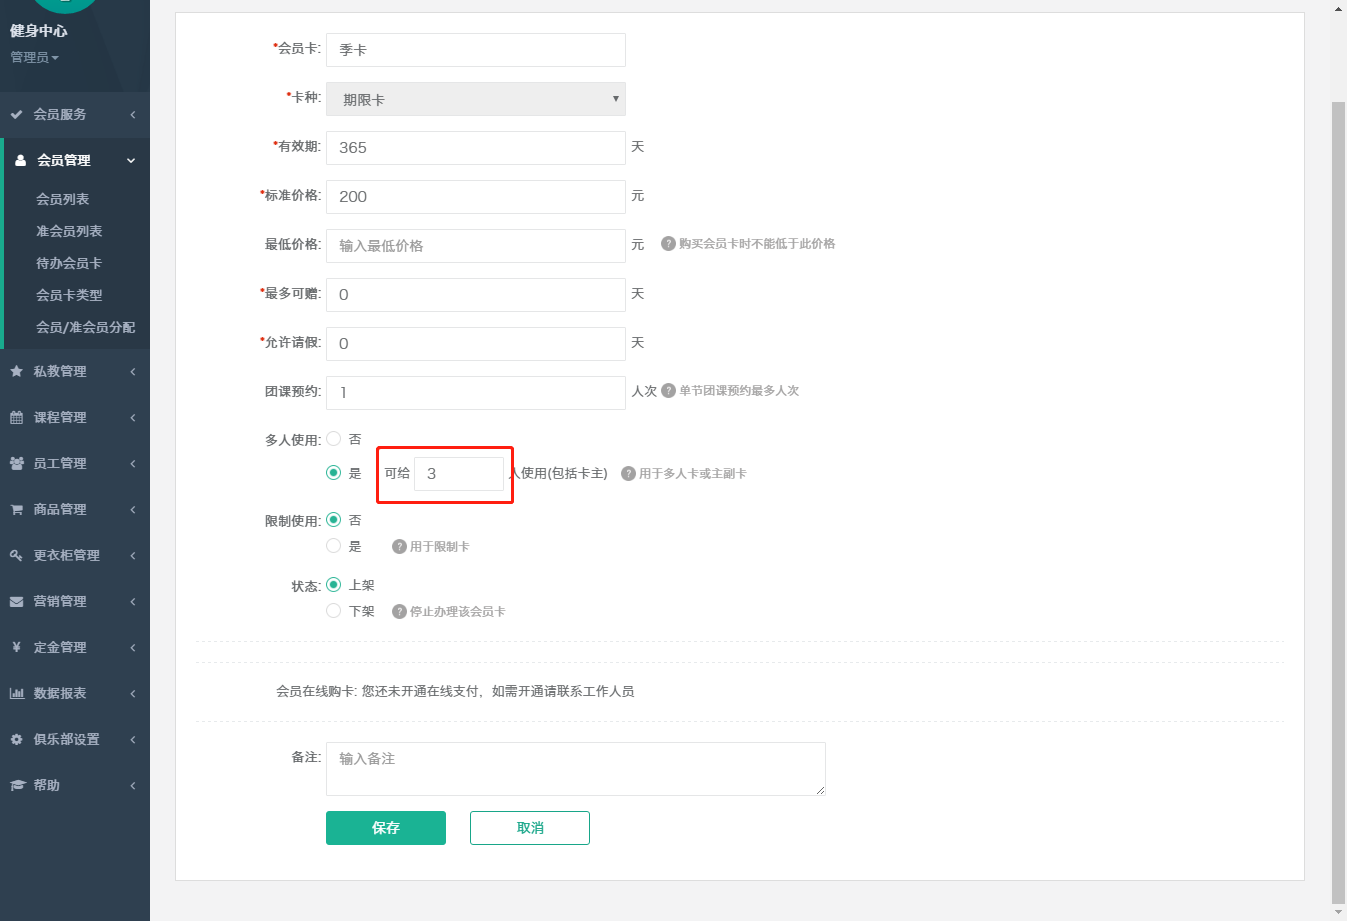 健身中心
管理员
会员服务
会员管理
会员列表
准会员列表
待办会员卡
会员卡类型
会员/准会员分配
私教管理
课程管理
员工管理
商品管理
更衣柜管理
营销管理
定金管理
数据报表
俱乐部设置
帮助
*会员卡: 季卡
*卡种: 期限卡
*有效期: 365 天
*标准价格: 200 元
最低价格: 输入最低价格 元 购买会员卡时不能低于此价格
*最多可赠: 0 天
*允许请假: 0 天
团课预约: 1 人次 单节团课预约最多人次
多人使用: 否
是 可给 3 人使用(包括卡主) 用于多人卡或主副卡
限制使用: 否
是 用于限制卡
状态: 上架
下架 停止办理该会员卡
会员在线购卡: 您还未开通在线支付，如需开通请联系工作人员
备注: 输入备注
保存 取消